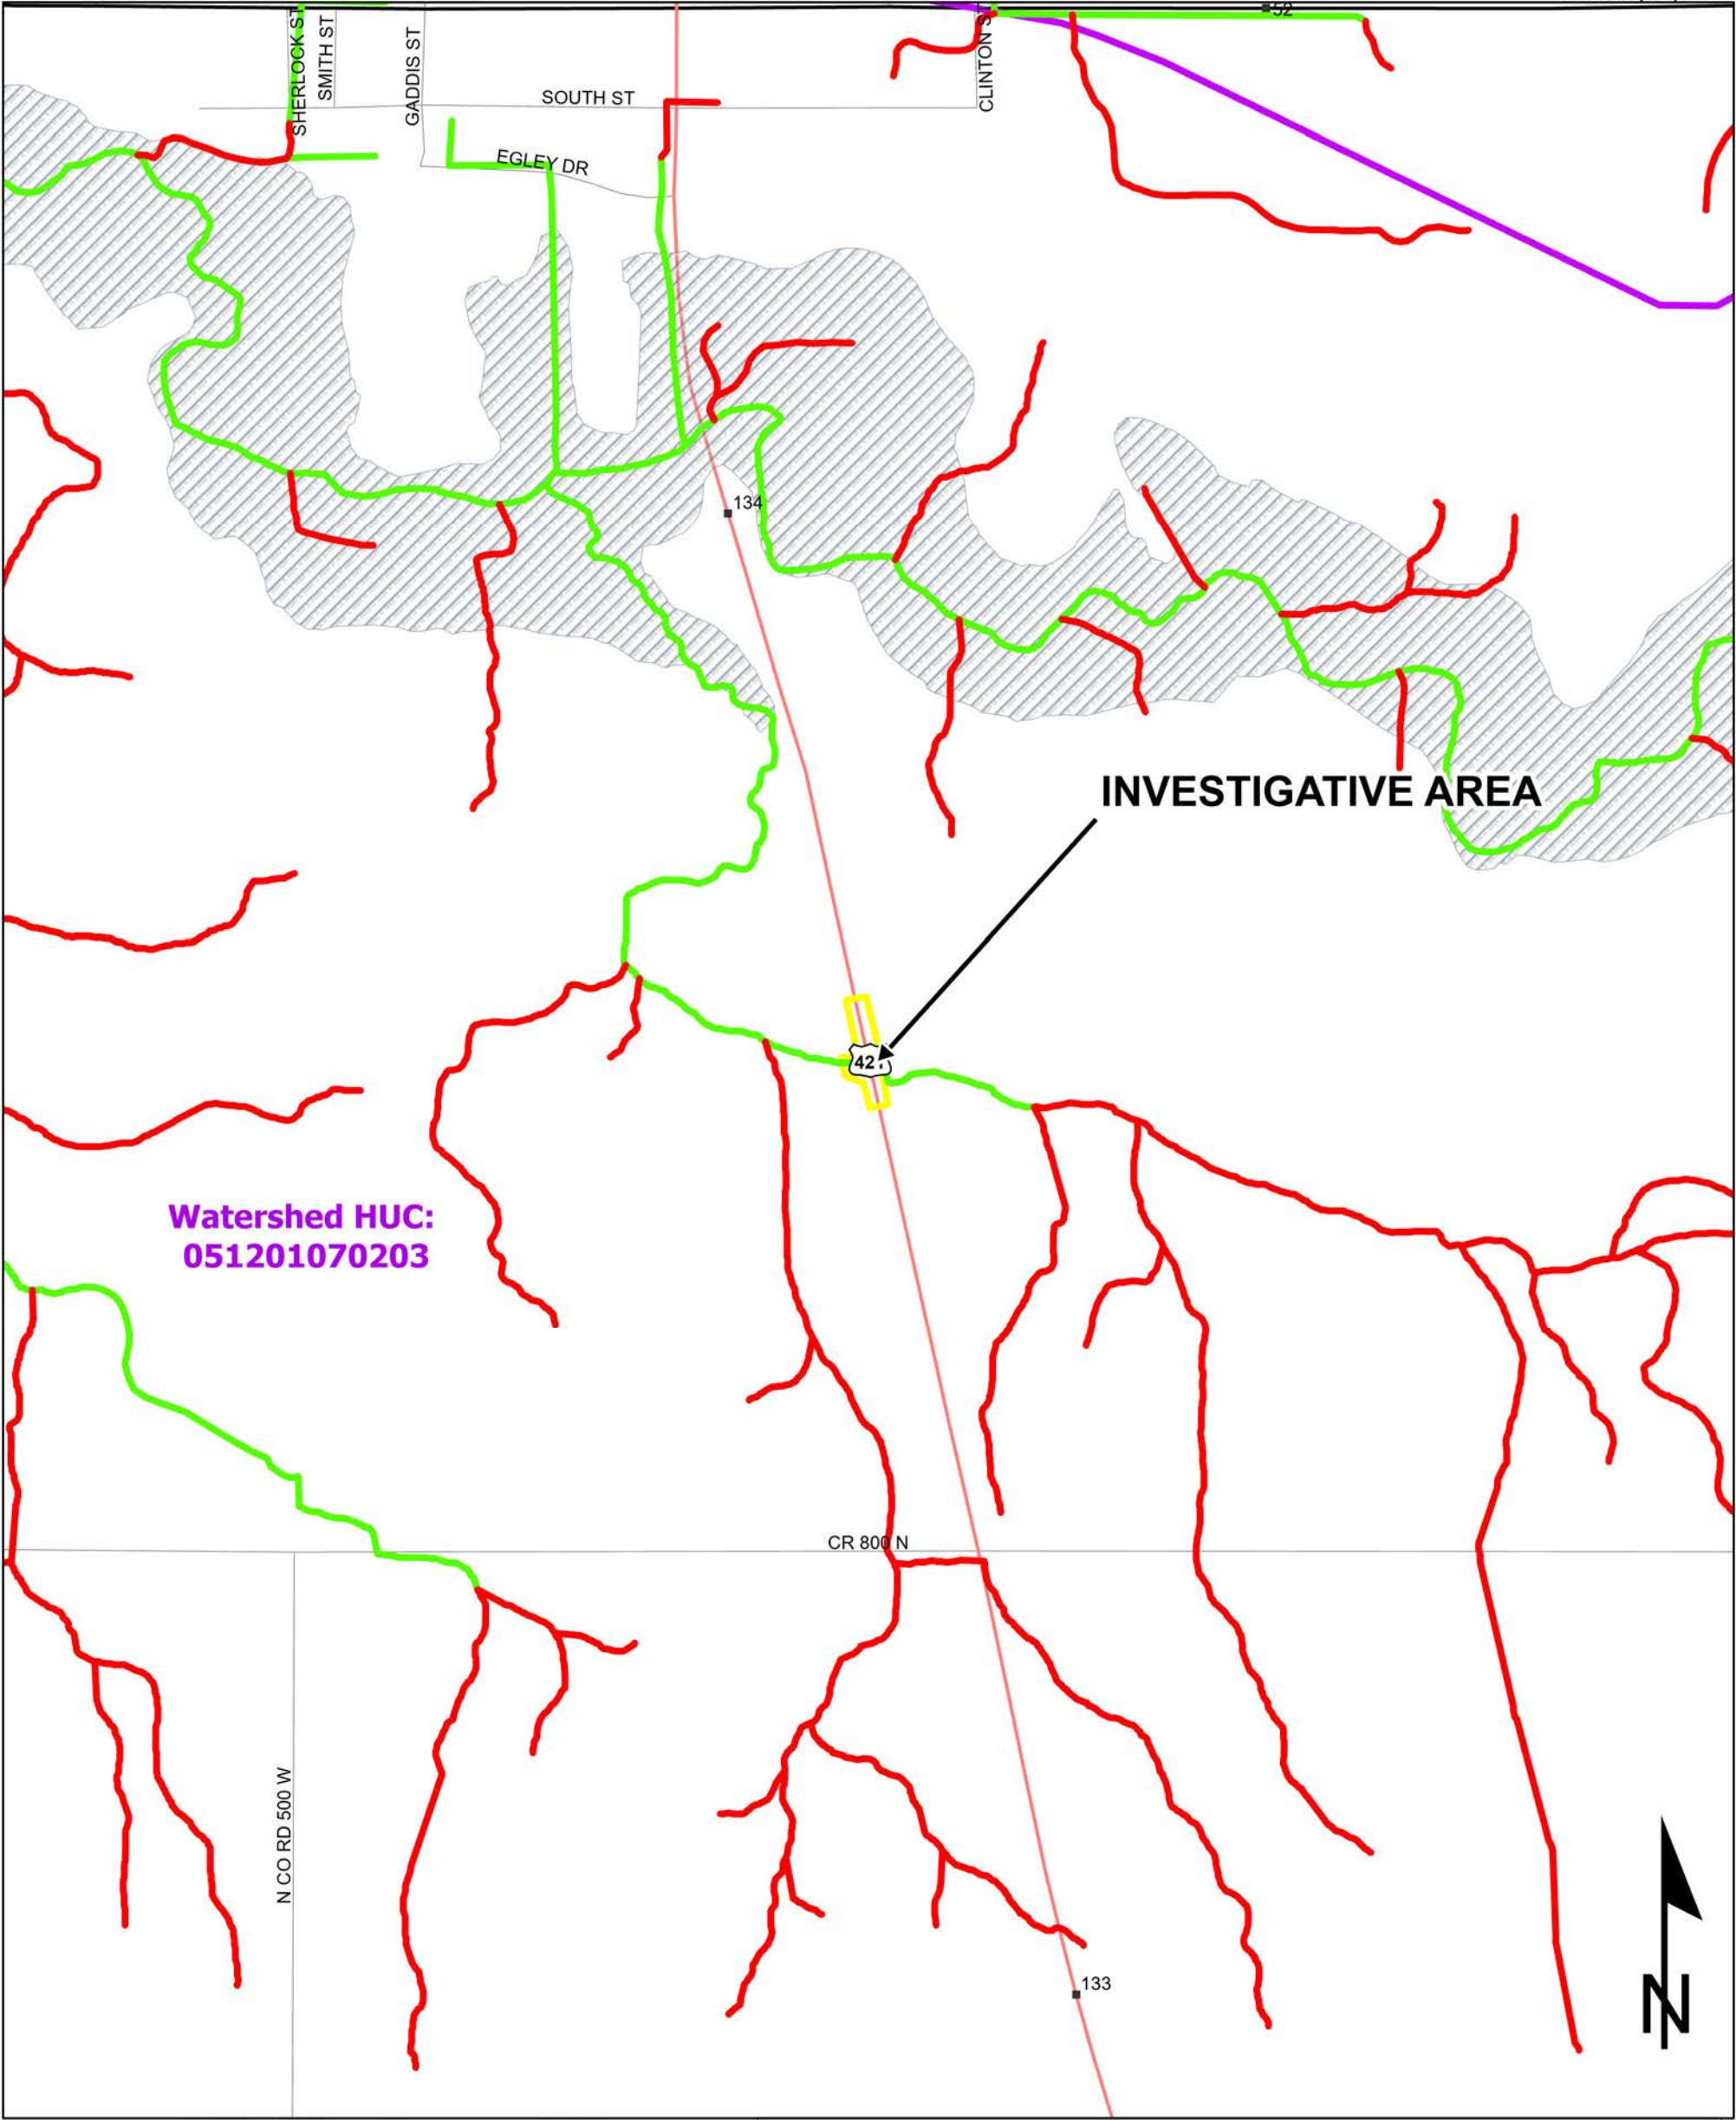 52
SHERLOCK ST
SMITH ST
GADDIS ST
CLINTON ST
SOUTH ST
EGLEY DR
134
INVESTIGATIVE AREA
421
Watershed HUC:
051201070203
CR 800 N
N CO RD 500 W
133
N